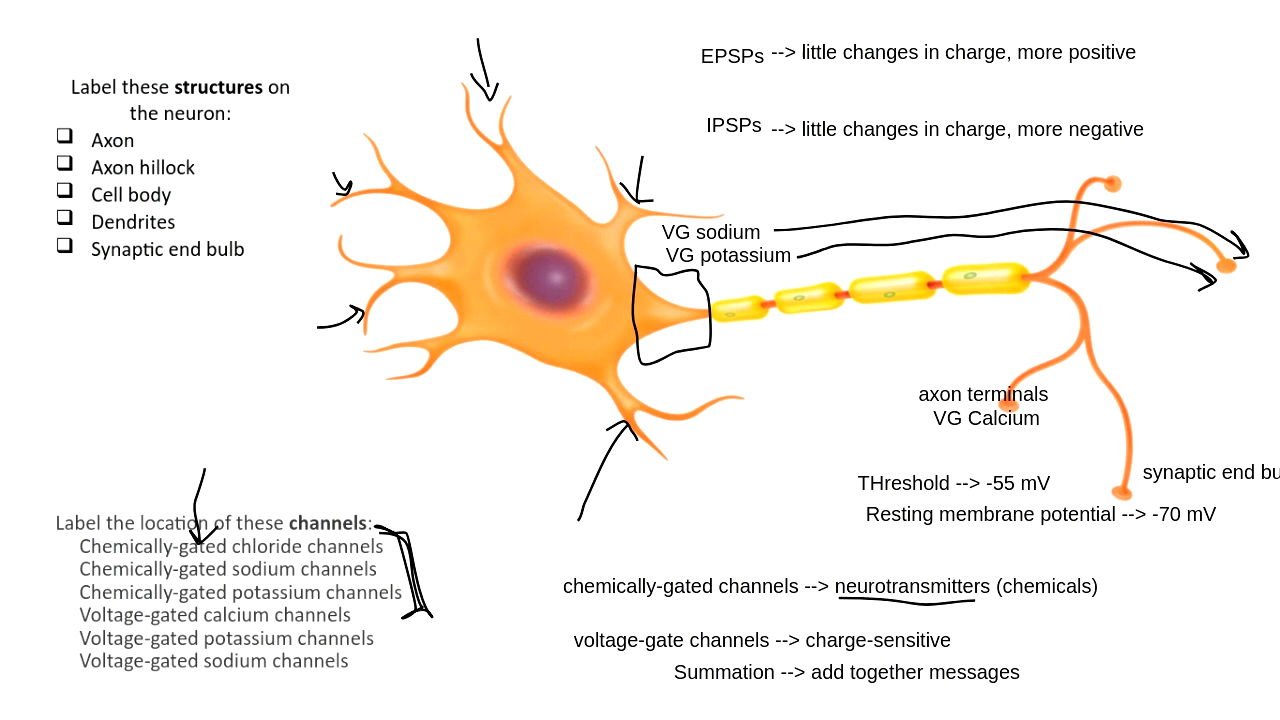 Label these structures on
the neuron:
Axon
Axon hillock
Cell body
Dendrites
Synaptic end bulb
EPSPs --> little changes in charge, more positive
IPSPs --> little changes in charge, more negative
VG sodium
VG potassium
axon terminals
VG Calcium
synaptic end bu
THreshold --> -55 mV
Resting membrane potential --> -70 mV
Label the location of these channels:
Chemically-gated chloride channels
Chemically-gated sodium channels
Chemically-gated potassium channels
Voltage-gated calcium channels
Voltage-gated potassium channels
Voltage-gated sodium channels
chemically-gated channels --> neurotransmitters (chemicals)
voltage-gate channels --> charge-sensitive
Summation --> add together messages